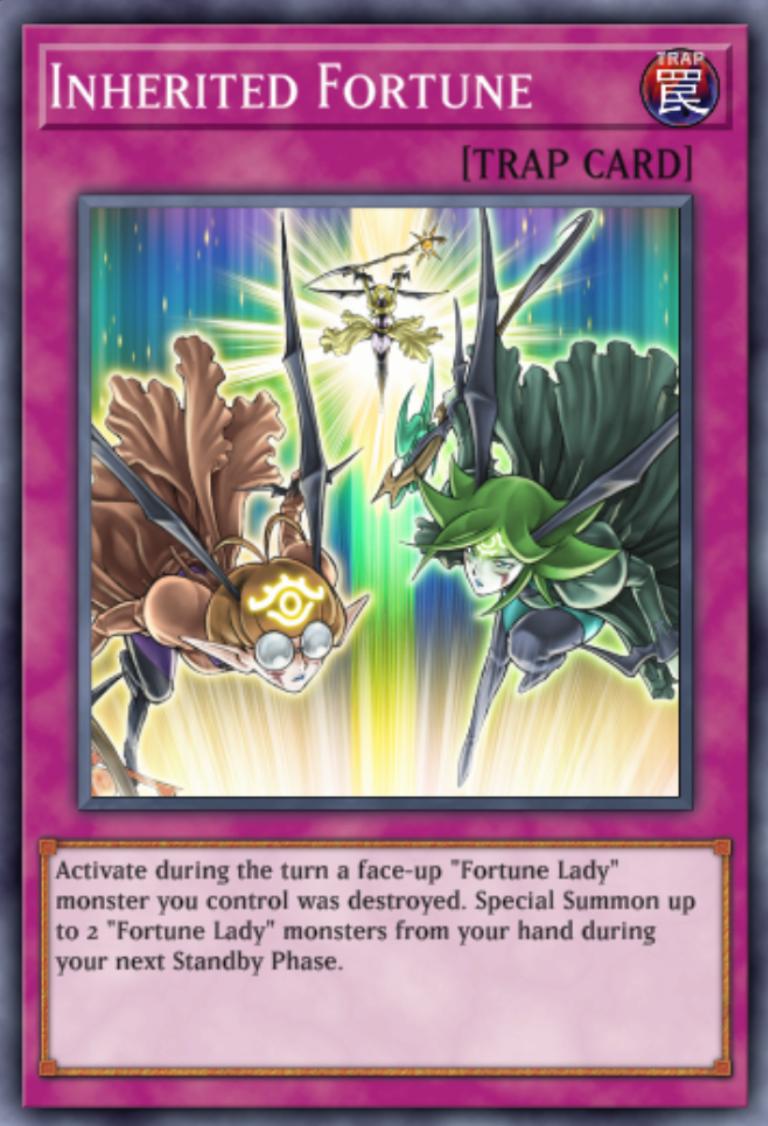 Inherited Fortune
TRAP
罠
[TRAP CARD]
Activate during the turn a face-up "Fortune Lady"
monster you control was destroyed. Special Summon up
to 2 "Fortune Lady" monsters from your hand during
your next Standby Phase.